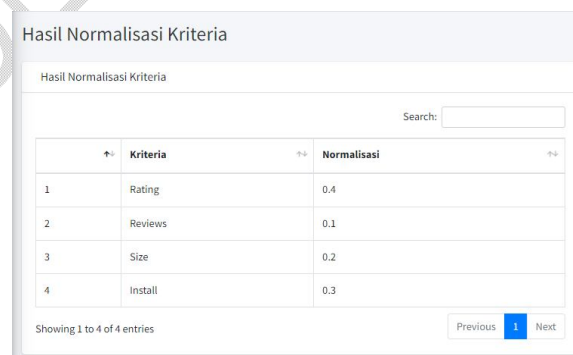 Hasil Normalisasi Kriteria
Hasil Normalisasi Kriteria
Search:
Kriteria Normalisasi
1 Rating 0.4
2 Reviews 0.1
3 Size 0.2
4 Install 0.3
Showing 1 to 4 of 4 entries Previous 1 Next